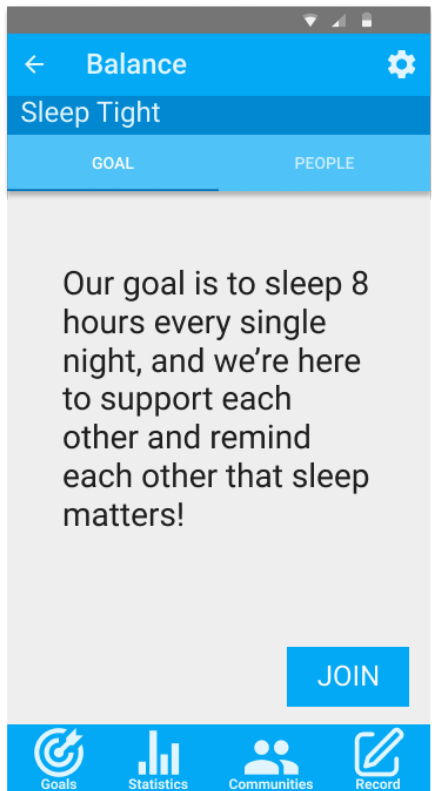 Balance
Sleep Tight
GOAL
PEOPLE
Our goal is to sleep 8
hours every single
night, and we're here
to support each
other and remind
each other that sleep
matters!
JOIN
Goals
Statistics
Communities
Record